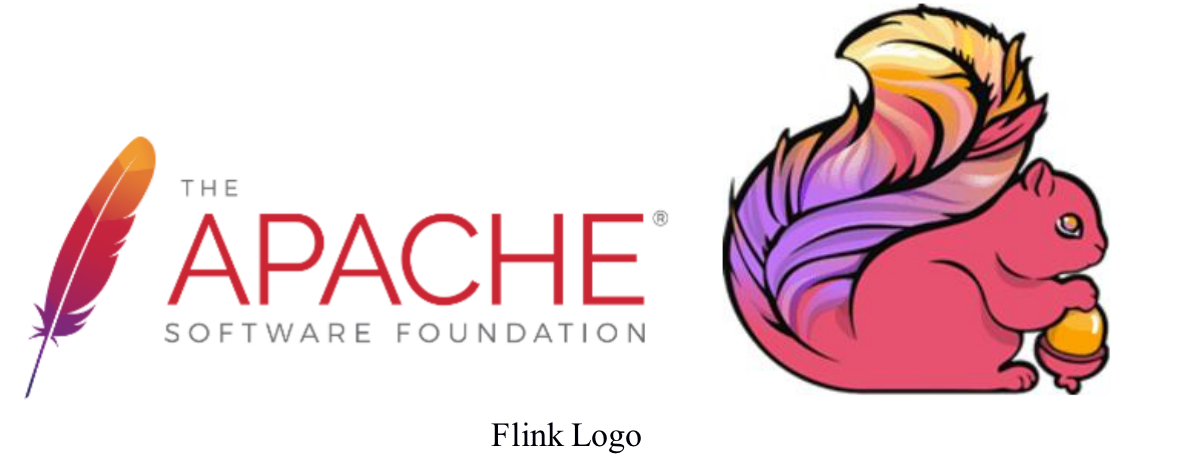 THE
APACHE®
SOFTWARE FOUNDATION
Flink Logo